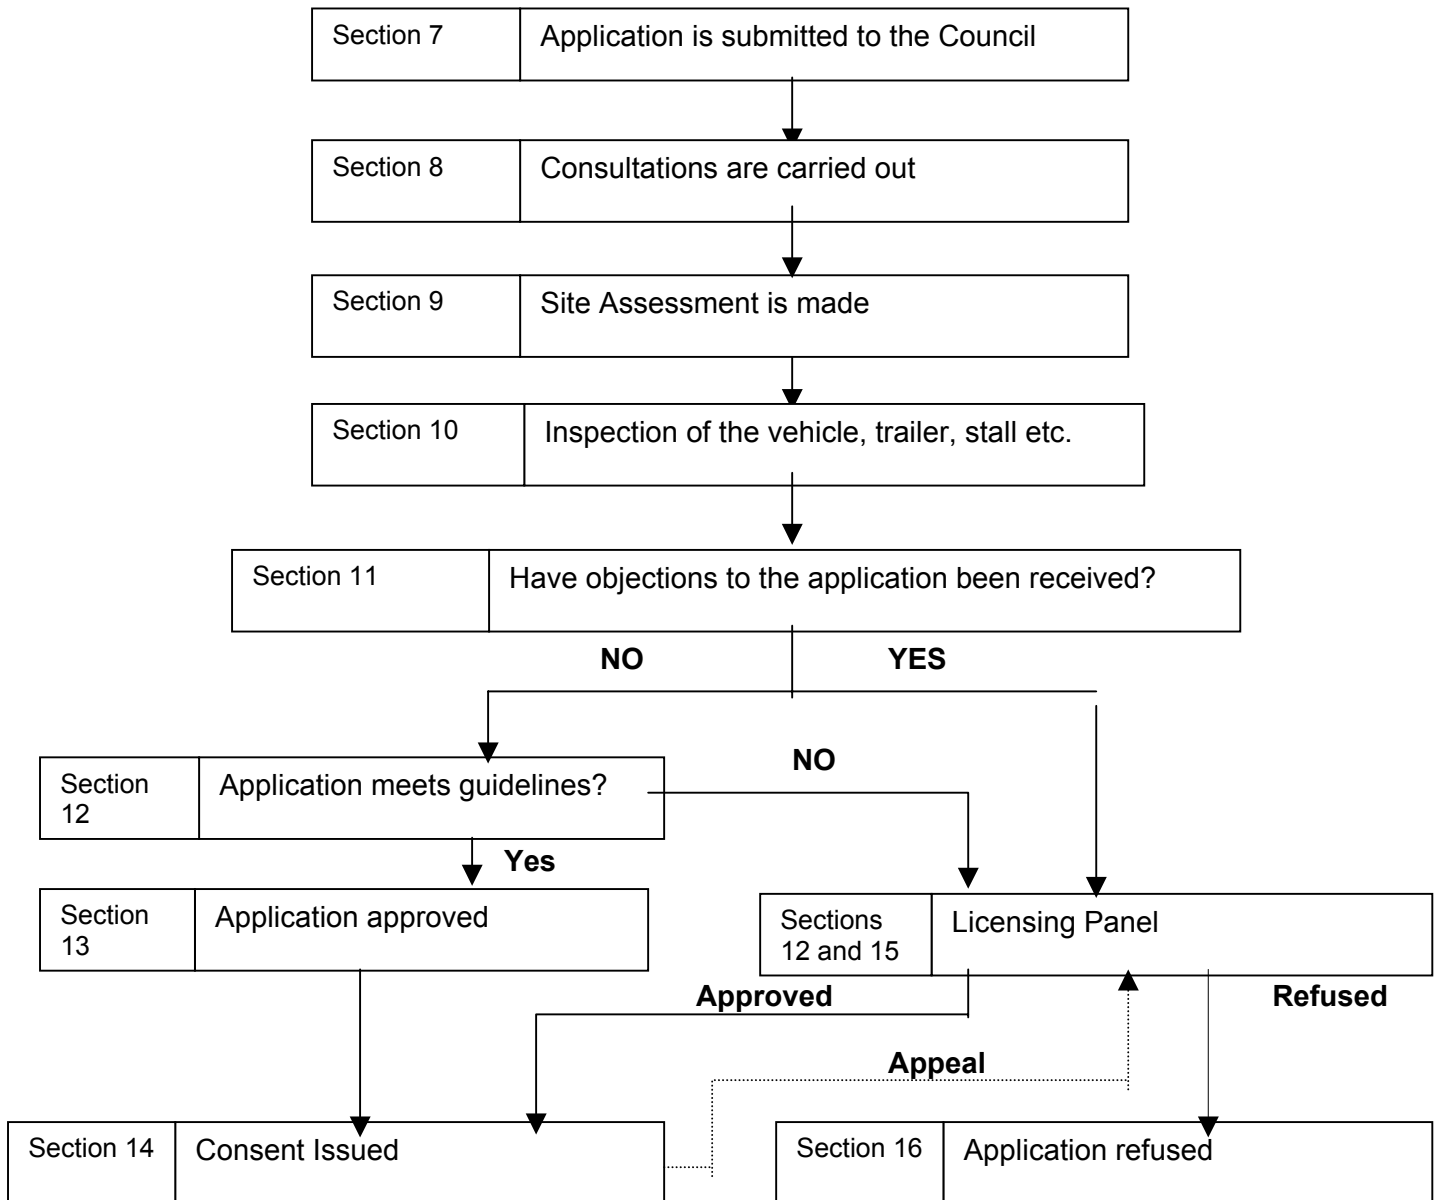 Section 7 Application is submitted to the Council
Section 8 Consultations are carried out
Section 9 Site Assessment is made
Section 10 Inspection of the vehicle, trailer, stall etc.
Section 11 Have objections to the application been received?
NO YES
NO
Section
12
Application meets guidelines?
Yes
Section
13
Application approved
Sections
12 and 15
Licensing Panel
Approved Refused
Appeal
Section 14 Consent Issued
Section 16 Application refused